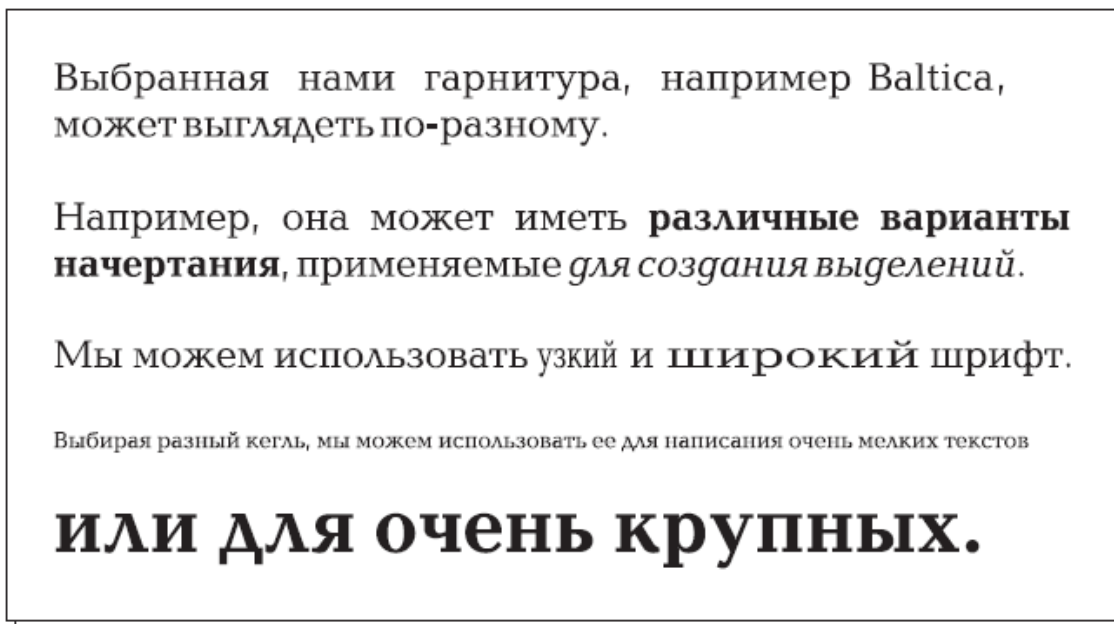 Выбранная нами гарнитура, например Baltica,
может выглядеть по-разному.
Например, она может иметь различные варианты
начертания, применяемые для создания выделений.
Мы можем использовать узкий и широкий шрифт.
Выбирая разный кегль, мы можем использовать ее для написания очень мелких текстов
или для очень крупных.